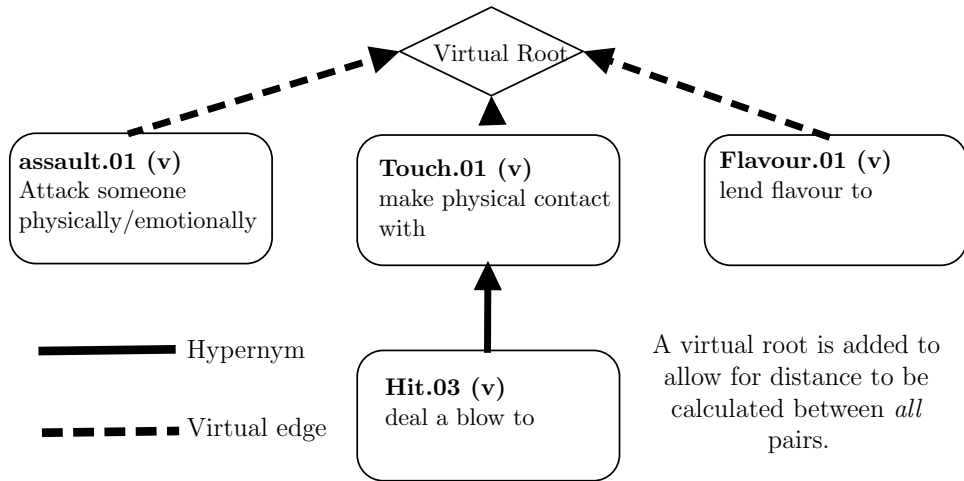 Virtual Root
assault.01 (v)
Attack someone
physically/emotionally
Touch.01 (v)
make physical contact
with
Flavour.01 (v)
lend flavour to
Hypernym
Virtual edge
Hit.03 (v)
deal a blow to
A virtual root is added to
allow for distance to be
calculated between all
pairs.